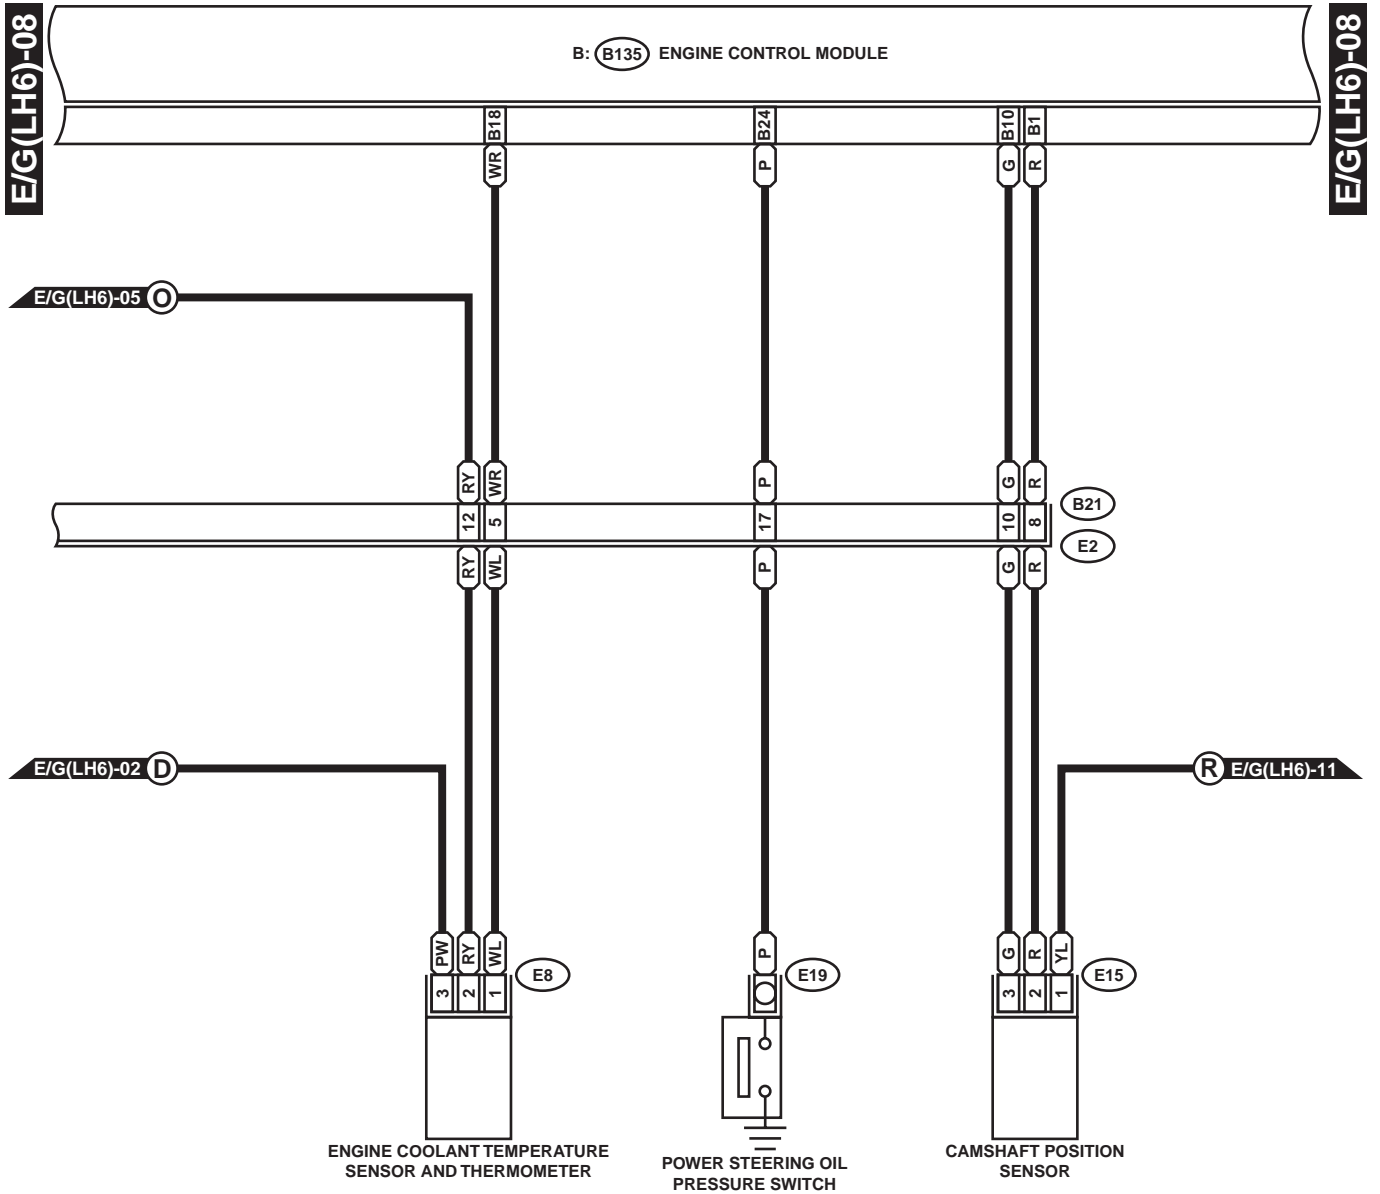 E/G(LH6)-08
E/G(LH6)-08
B: B135 ENGINE CONTROL MODULE
B18 B24 B10 B1
WR P G R
E/G(LH6)-05 O
RY WR P G R
B21
12 5 17 10 8
E2
RY WL P G R
E/G(LH6)-02 D
R E/G(LH6)-11
PW RY WL P G R YL
E8 E19 E15
3 2 1 3 2 1
ENGINE COOLANT TEMPERATURE
SENSOR AND THERMOMETER
POWER STEERING OIL
PRESSURE SWITCH
CAMSHAFT POSITION
SENSOR